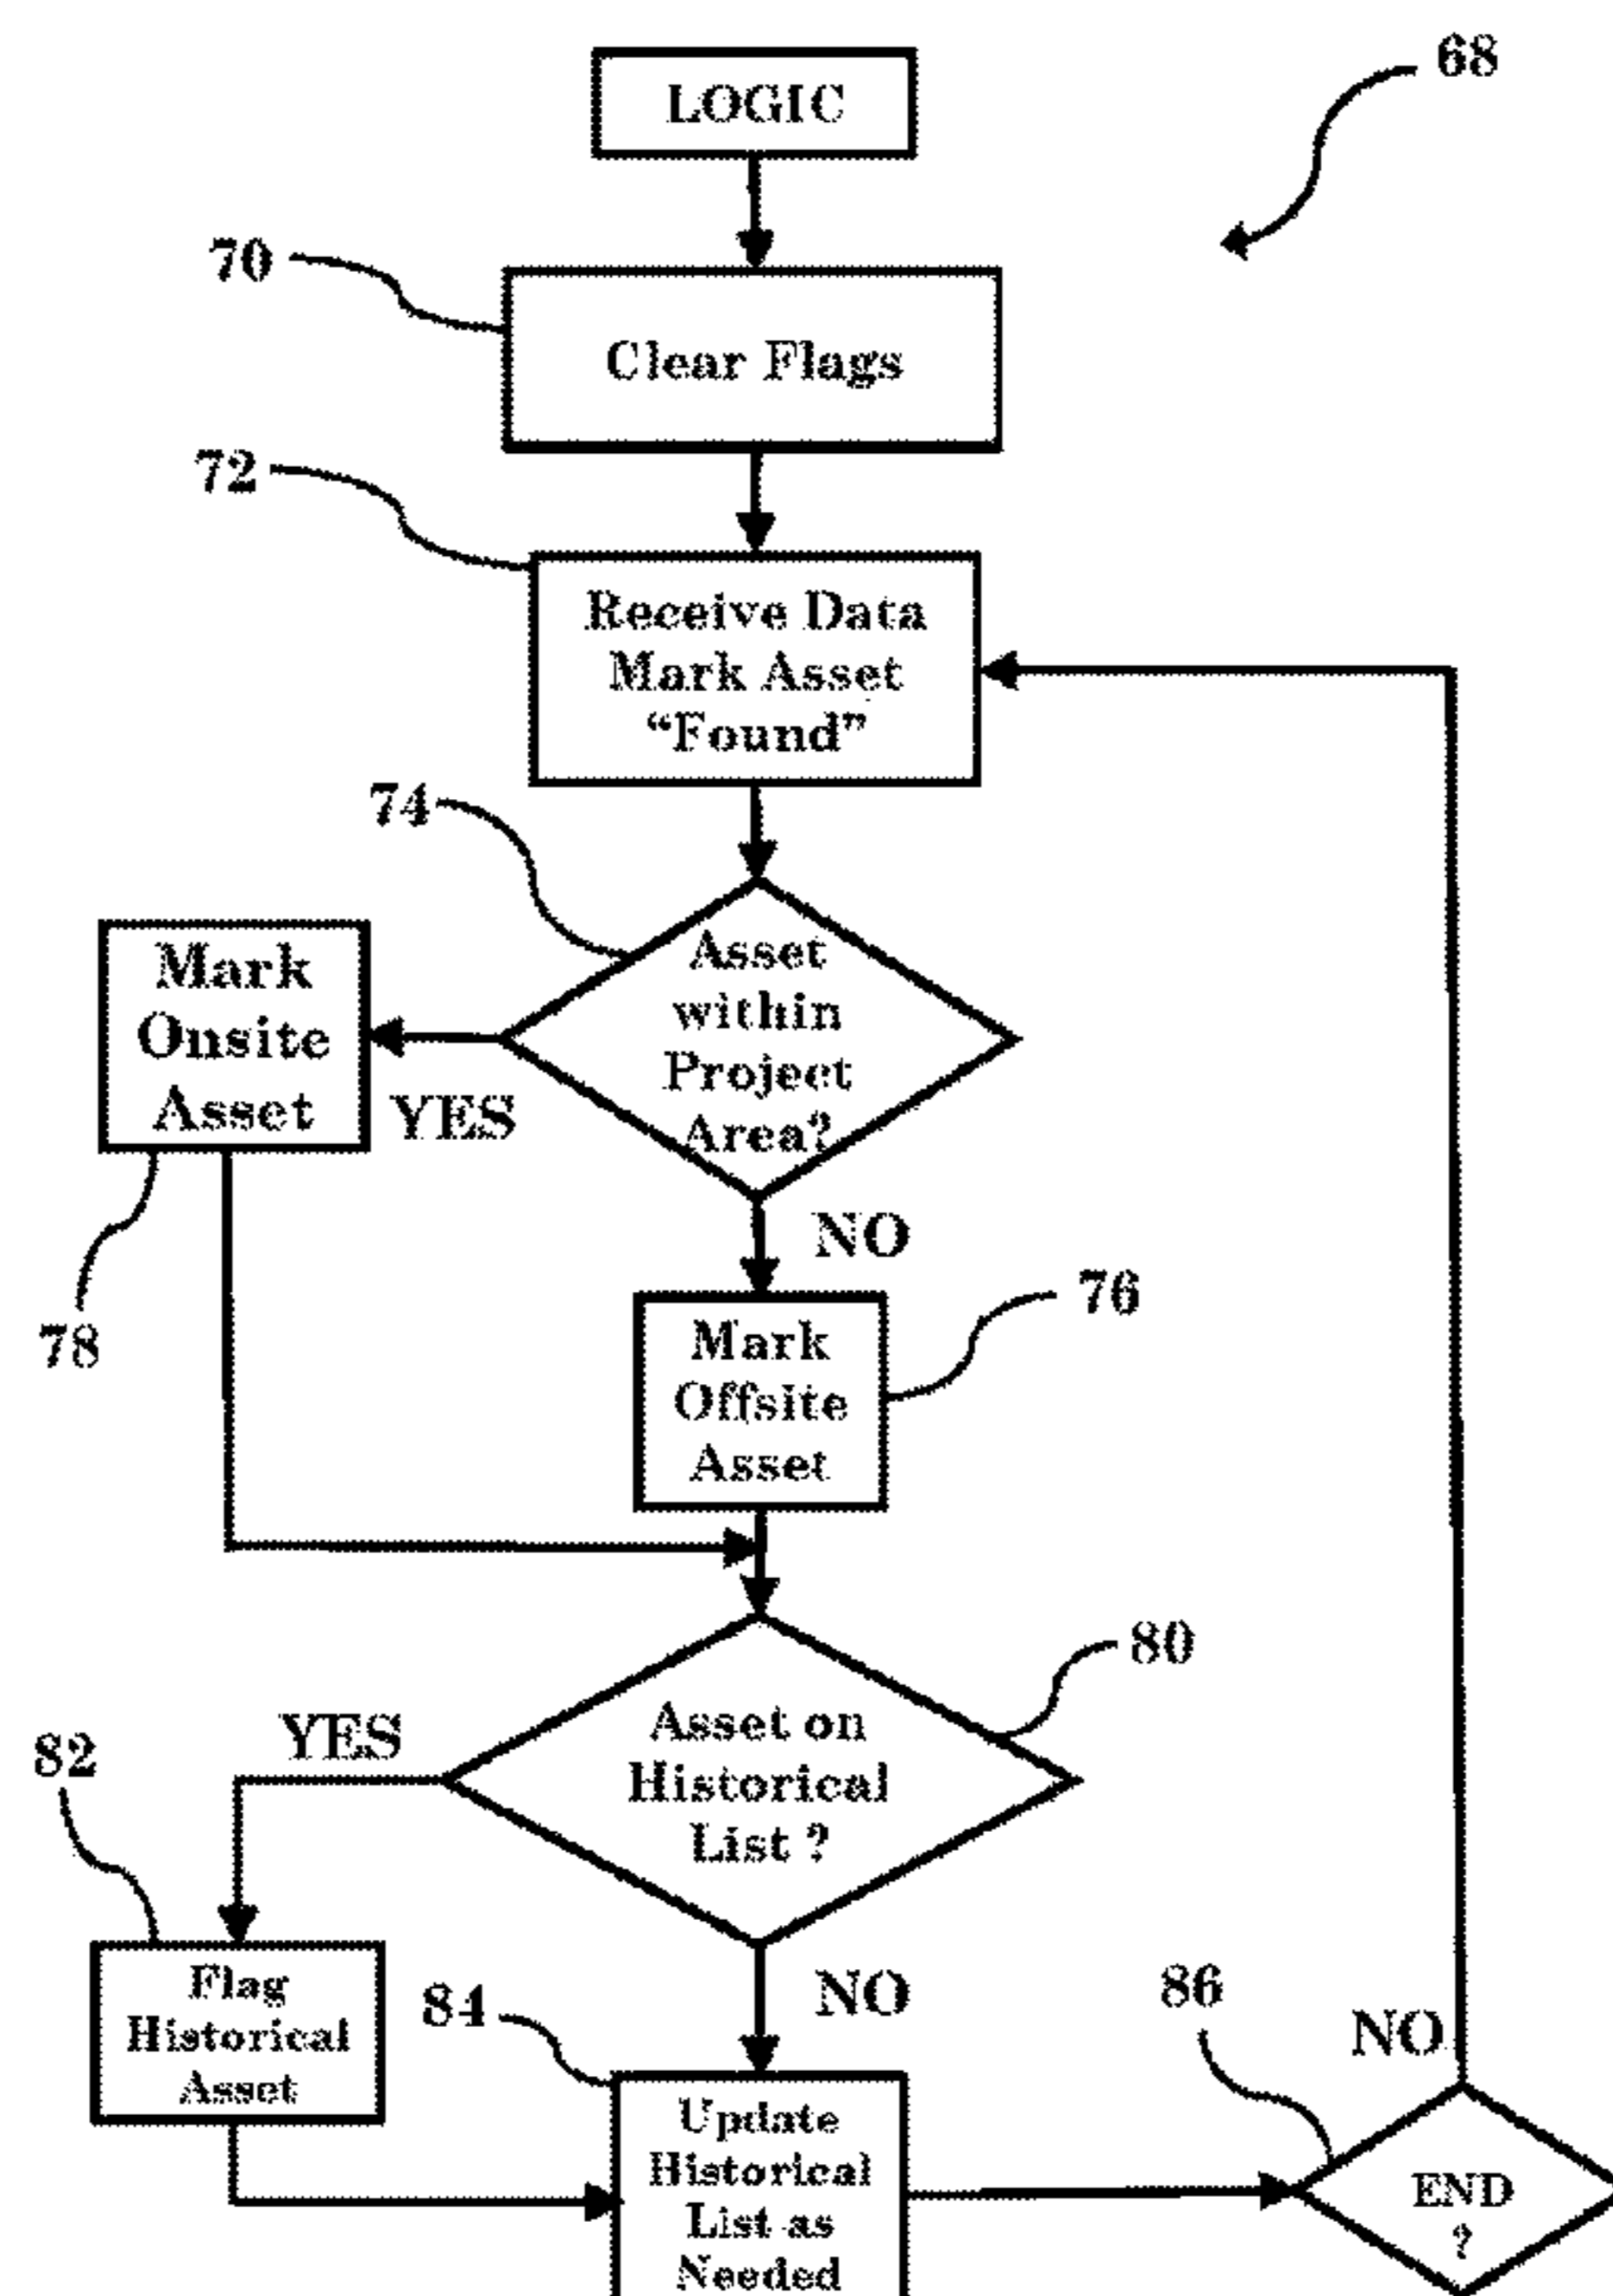 68
LOGIC
70
Clear Flags
72
Receive Data
Mark Asset
“Found”
74
Asset
within
Project
Area?
Mark
Onsite
Asset
YES
78
NO
76
Mark
Offsite
Asset
80
Asset on
Historical
List ?
YES
82
Flag
Historical
Asset
NO
84
Update
Historical
List as
Needed
86
NO
END
?